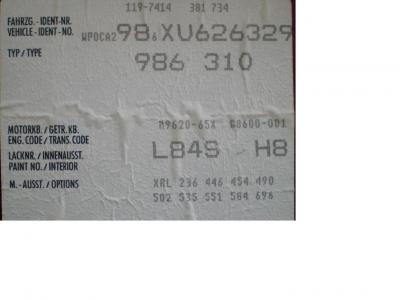 119-7414 381 734
FAHRZG.-IDENT-NR.
VEHICLE-IDENT-NO.
WP0CA2 98 6 XU626329
TYP/TYPE
986 310
MOTORKB./GETR.KB.
ENG.CODE/TRANS.CODE
M9620-65X G8600-001
LACKNR./INNENAUSST.
PAINT NO./INTERIOR
L84S H8
M.-AUSST./OPTIONS
XRL 236 446 454 490
502 535 551 584 696